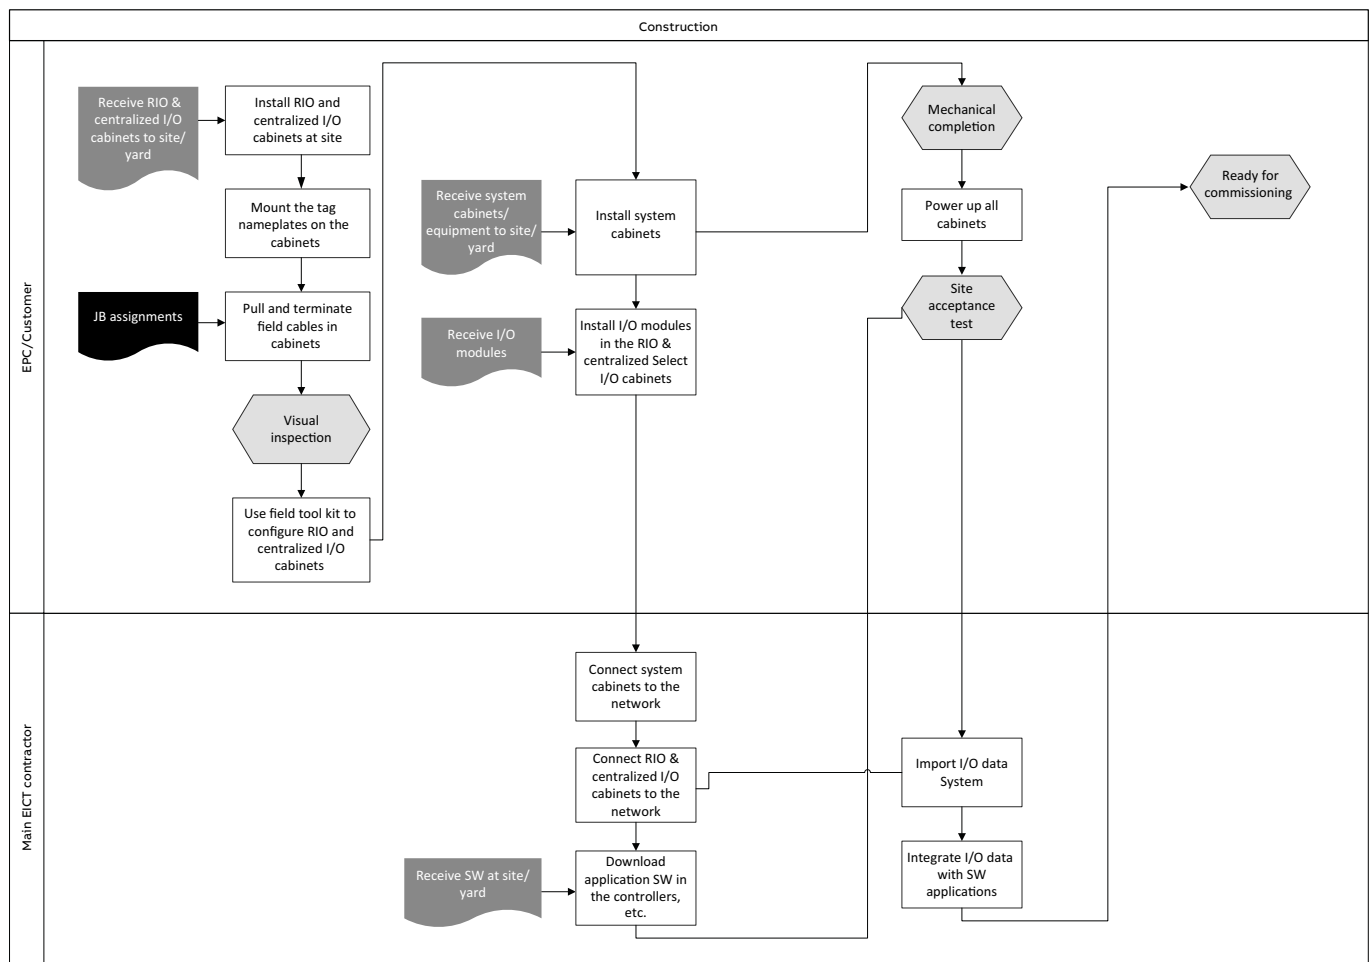 Construction
EPC/Customer
Receive RIO &
centralized I/O
cabinets to site/
yard
Install RIO and
centralized I/O
cabinets at site
Mount the tag
nameplates on the
cabinets
JB assignments
Pull and terminate
field cables in
cabinets
Visual
inspection
Use field tool kit to
configure RIO and
centralized I/O
cabinets
Receive system
cabinets/
equipment to site/
yard
Install system
cabinets
Receive I/O
modules
Install I/O modules
in the RIO &
centralized Select
I/O cabinets
Mechanical
completion
Power up all
cabinets
Site
acceptance
test
Ready for
commissioning
Main EICT contractor
Connect system
cabinets to the
network
Connect RIO &
centralized I/O
cabinets to the
network
Receive SW at site/
yard
Download
application SW in
the controllers,
etc.
Import I/O data
System
Integrate I/O data
with SW
applications